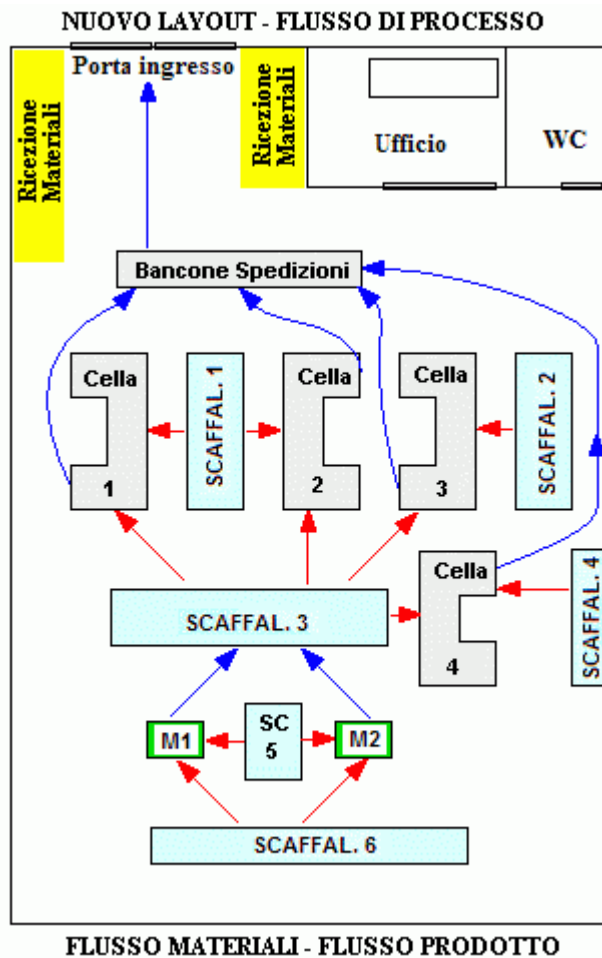 NUOVO LAYOUT - FLUSSO DI PROCESSO
Porta ingresso
Ricezione
Materiali
Ricezione
Materiali
Ufficio
WC
Bancone Spedizioni
Cella
1
SCAFFAL. 1
Cella
2
Cella
3
SCAFFAL. 2
SCAFFAL. 3
Cella
4
SCAFFAL. 4
M1
SC
5
M2
SCAFFAL. 6
FLUSSO MATERIALI - FLUSSO PRODOTTO